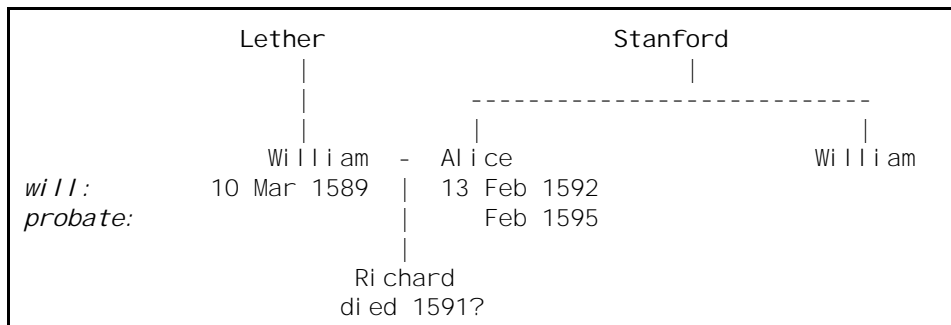 Lether Stanford
William - Alice William
will: 10 Mar 1589 13 Feb 1592
probate: Feb 1595
Richard
died 1591?